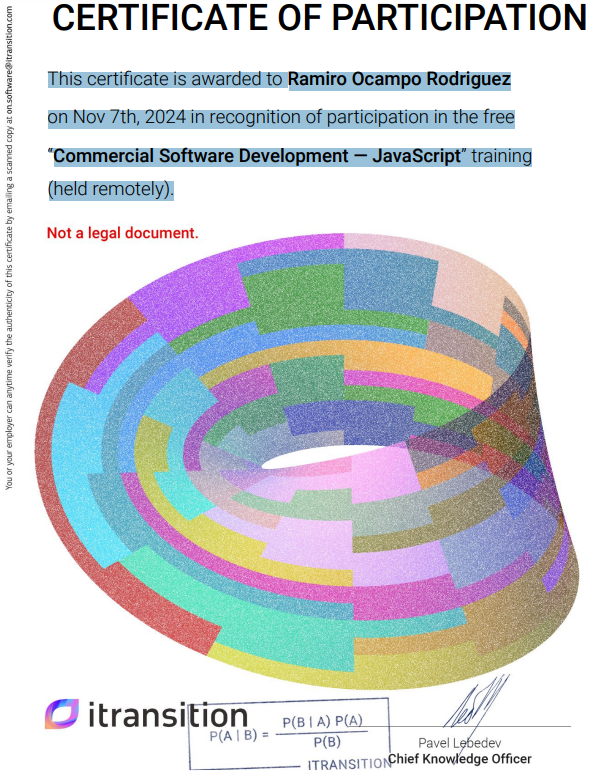 CERTIFICATE OF PARTICIPATION
This certificate is awarded to Ramiro Ocampo Rodriguez
on Nov 7th, 2024 in recognition of participation in the free
“Commercial Software Development — JavaScript” training
(held remotely).
Not a legal document.
You or your employer can anytime verify the authenticity of this certificate by emailing a scanned copy at on.software@itransition.com
itransition
P(A | B) = P(B | A) P(A)
P(B)
ITRANSITION
Pavel Lebedev
Chief Knowledge Officer